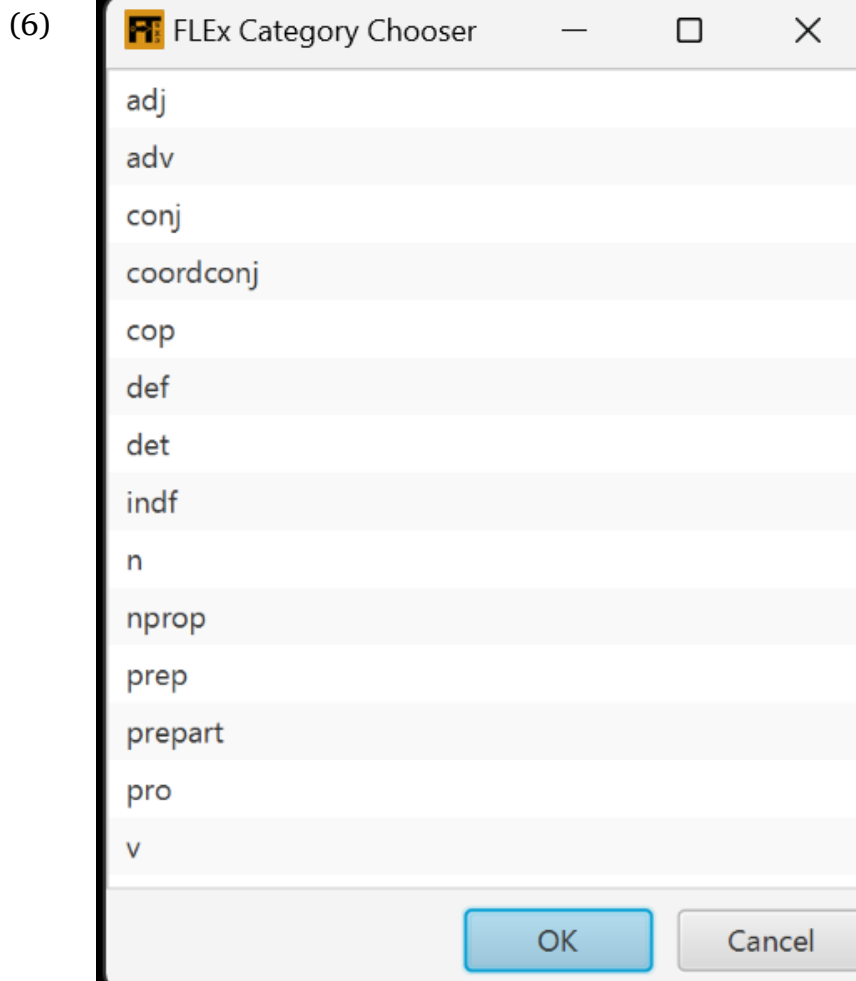 (6)
FLEx Category Chooser
adj
adv
conj
coordconj
cop
def
det
indf
n
nprop
prep
prepart
pro
v
OK Cancel